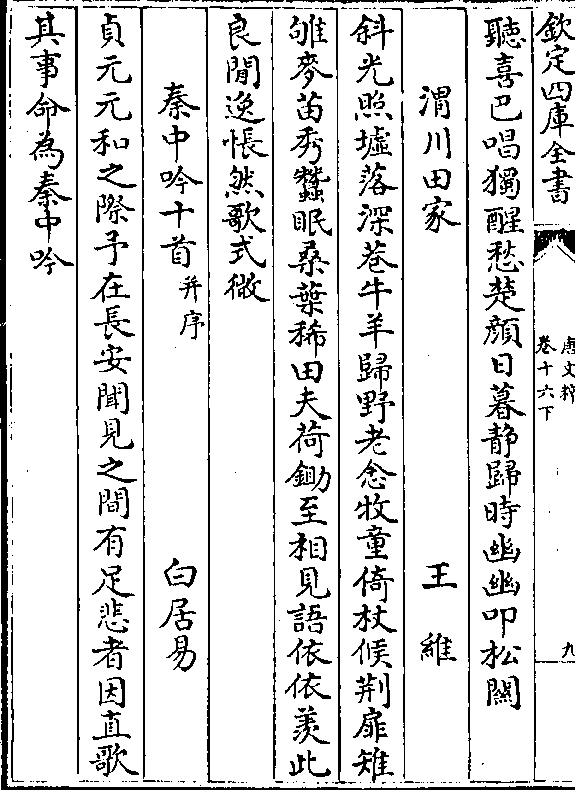 欽定四庫全書
唐文粹
卷十六下
九
聽喜巴唱獨醒愁楚顔日暮静歸時幽幽叩松關
渭川田家 王維
斜光照墟落深巷牛羊歸野老念牧童倚杖候荆扉雉
雊麥苗秀蠶眠桑葉稀田夫荷鋤至相見語依依羨此
良閒逸悵然歌式微
秦中吟十首并序 白居易
貞元元和之際予在長安聞見之間有足悲者因直歌
其事命為秦中吟